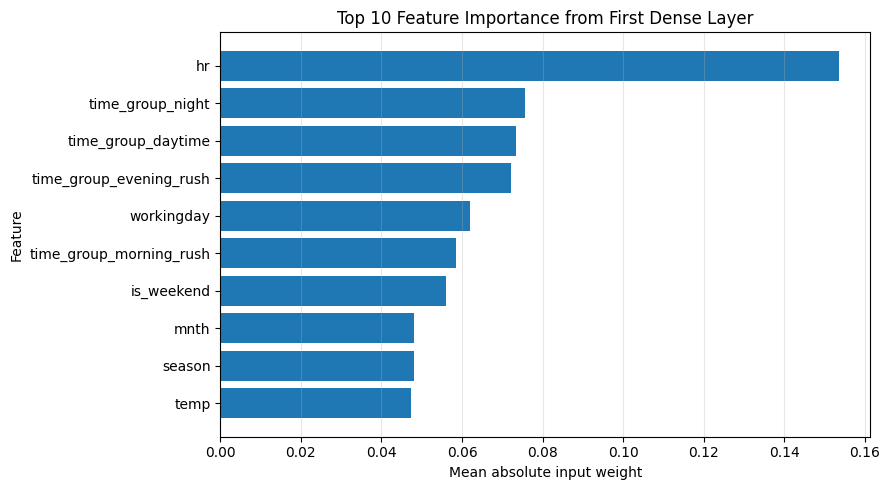 Top 10 Feature Importance from First Dense Layer
Feature
hr
time_group_night
time_group_daytime
time_group_evening_rush
workingday
time_group_morning_rush
is_weekend
mnth
season
temp
0.00 0.02 0.04 0.06 0.08 0.10 0.12 0.14 0.16
Mean absolute input weight